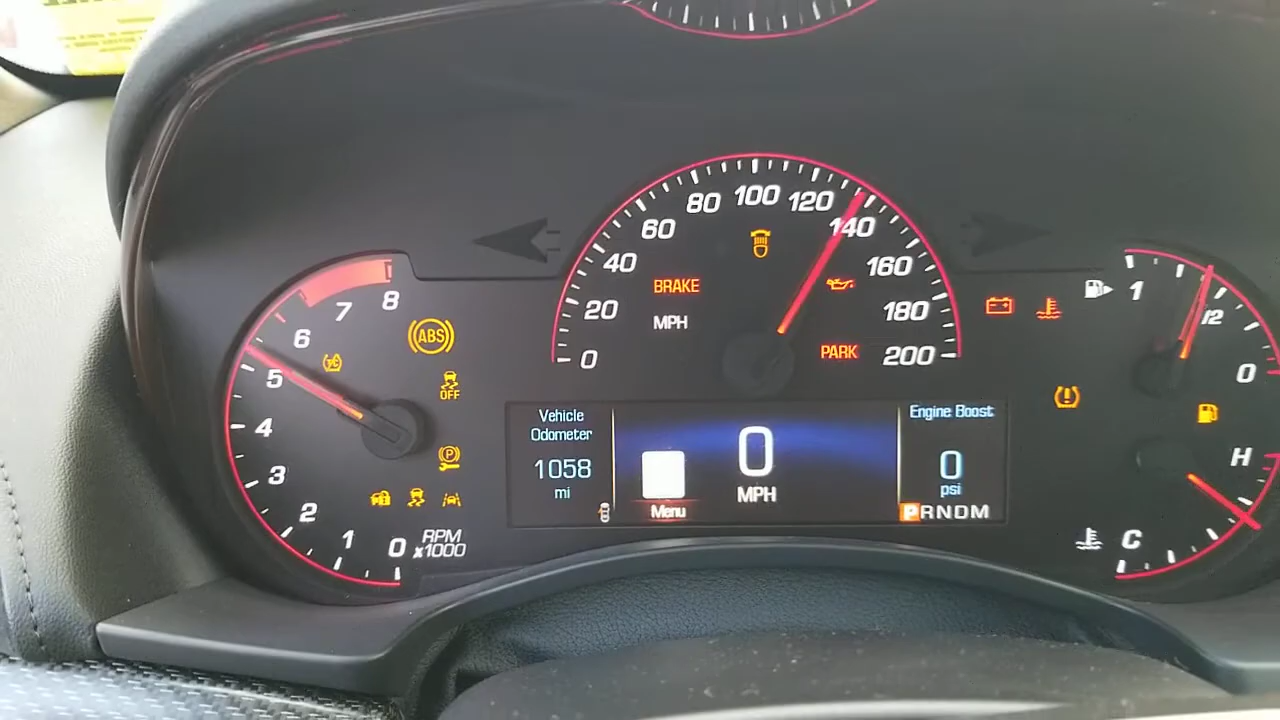 80
100
120
60
140
40
160
BRAKE
20
MPH
180
0
PARK
200
8
7
6
ABS
5
OFF
4
3
2
1
0
RPM
x1000
Vehicle
Odometer
1058
mi
Menu
0
MPH
Engine Boost
0
psi
PRNDM
1
1/2
0
H
C